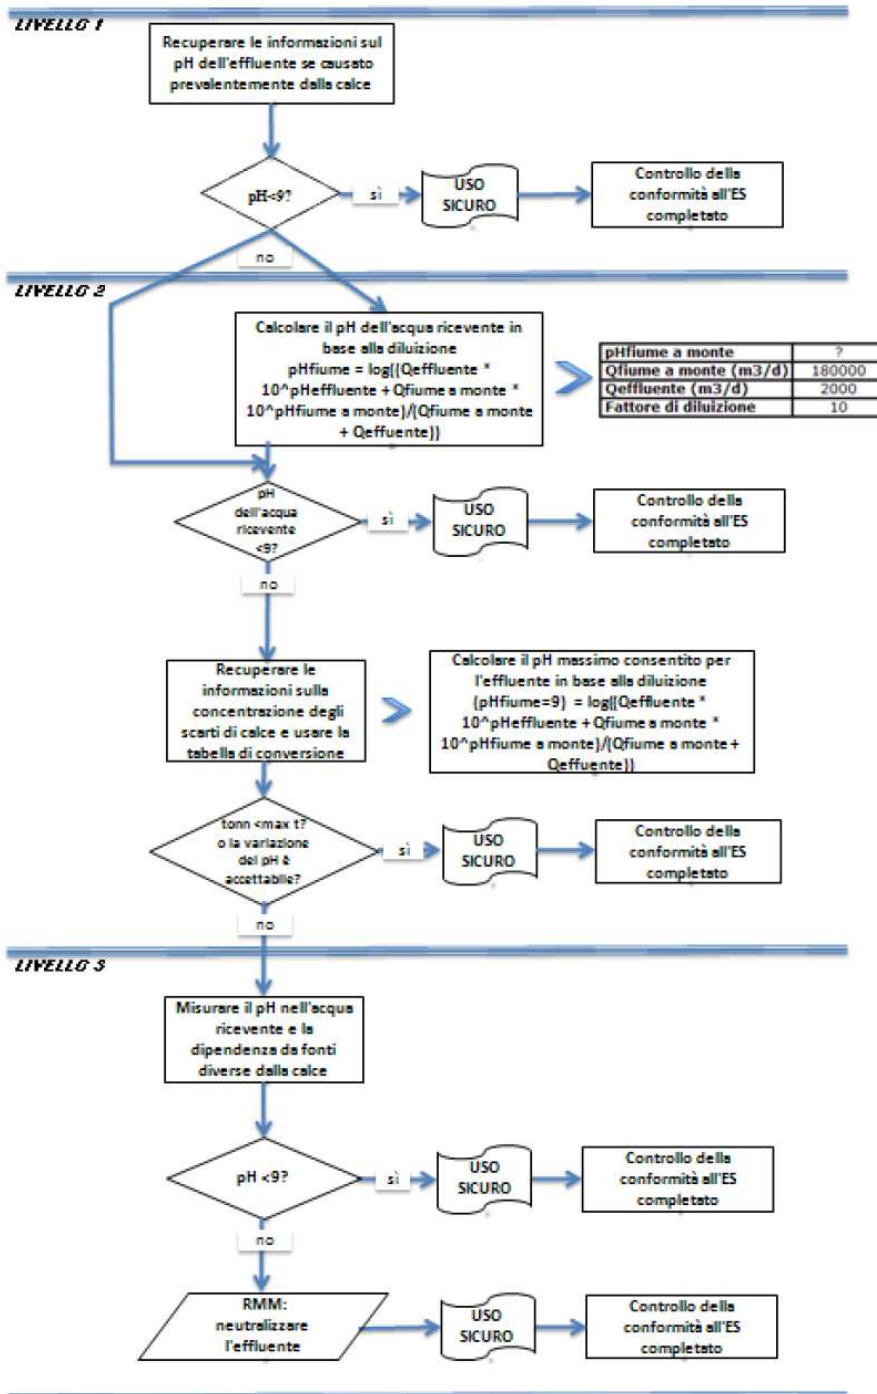 LIVELLO 1
Recuperare le informazioni sul
pH dell'effluente se causato
prevalentemente dalla calce
pH<9?
sì
USO
SICURO
Controllo della
conformità all'ES
completato
no
LIVELLO 2
Calcolare il pH dell'acqua ricevente in
base alla diluizione
pHfiume = log((Qeffluente *
10^pHeffluente + Qfiume a monte *
10^pHfiume a monte)/(Qfiume a monte
+ Qeffuente))
pHfiume a monte ?
Qfiume a monte (m3/d) 180000
Qeffluente (m3/d) 2000
Fattore di diluizione 10
pH
dell'acqua
ricevente
<9?
sì
USO
SICURO
Controllo della
conformità all'ES
completato
no
Recuperare le
informazioni sulla
concentrazione degli
scarti di calce e usare la
tabella di conversione
Calcolare il pH massimo consentito per
l'effluente in base alla diluizione
(pHfiume=9) = log((Qeffluente *
10^pHeffluente + Qfiume a monte *
10^pHfiume a monte)/(Qfiume a monte +
Qeffuente))
tonn <max t?
o la variazione
del pH è
accettabile?
sì
USO
SICURO
Controllo della
conformità all'ES
completato
no
LIVELLO 3
Misurare il pH nell'acqua
ricevente e la
dipendenza da fonti
diverse dalla calce
pH <9?
sì
USO
SICURO
Controllo della
conformità all'ES
completato
no
RMM:
neutralizzare
l'effluente
USO
SICURO
Controllo della
conformità all'ES
completato